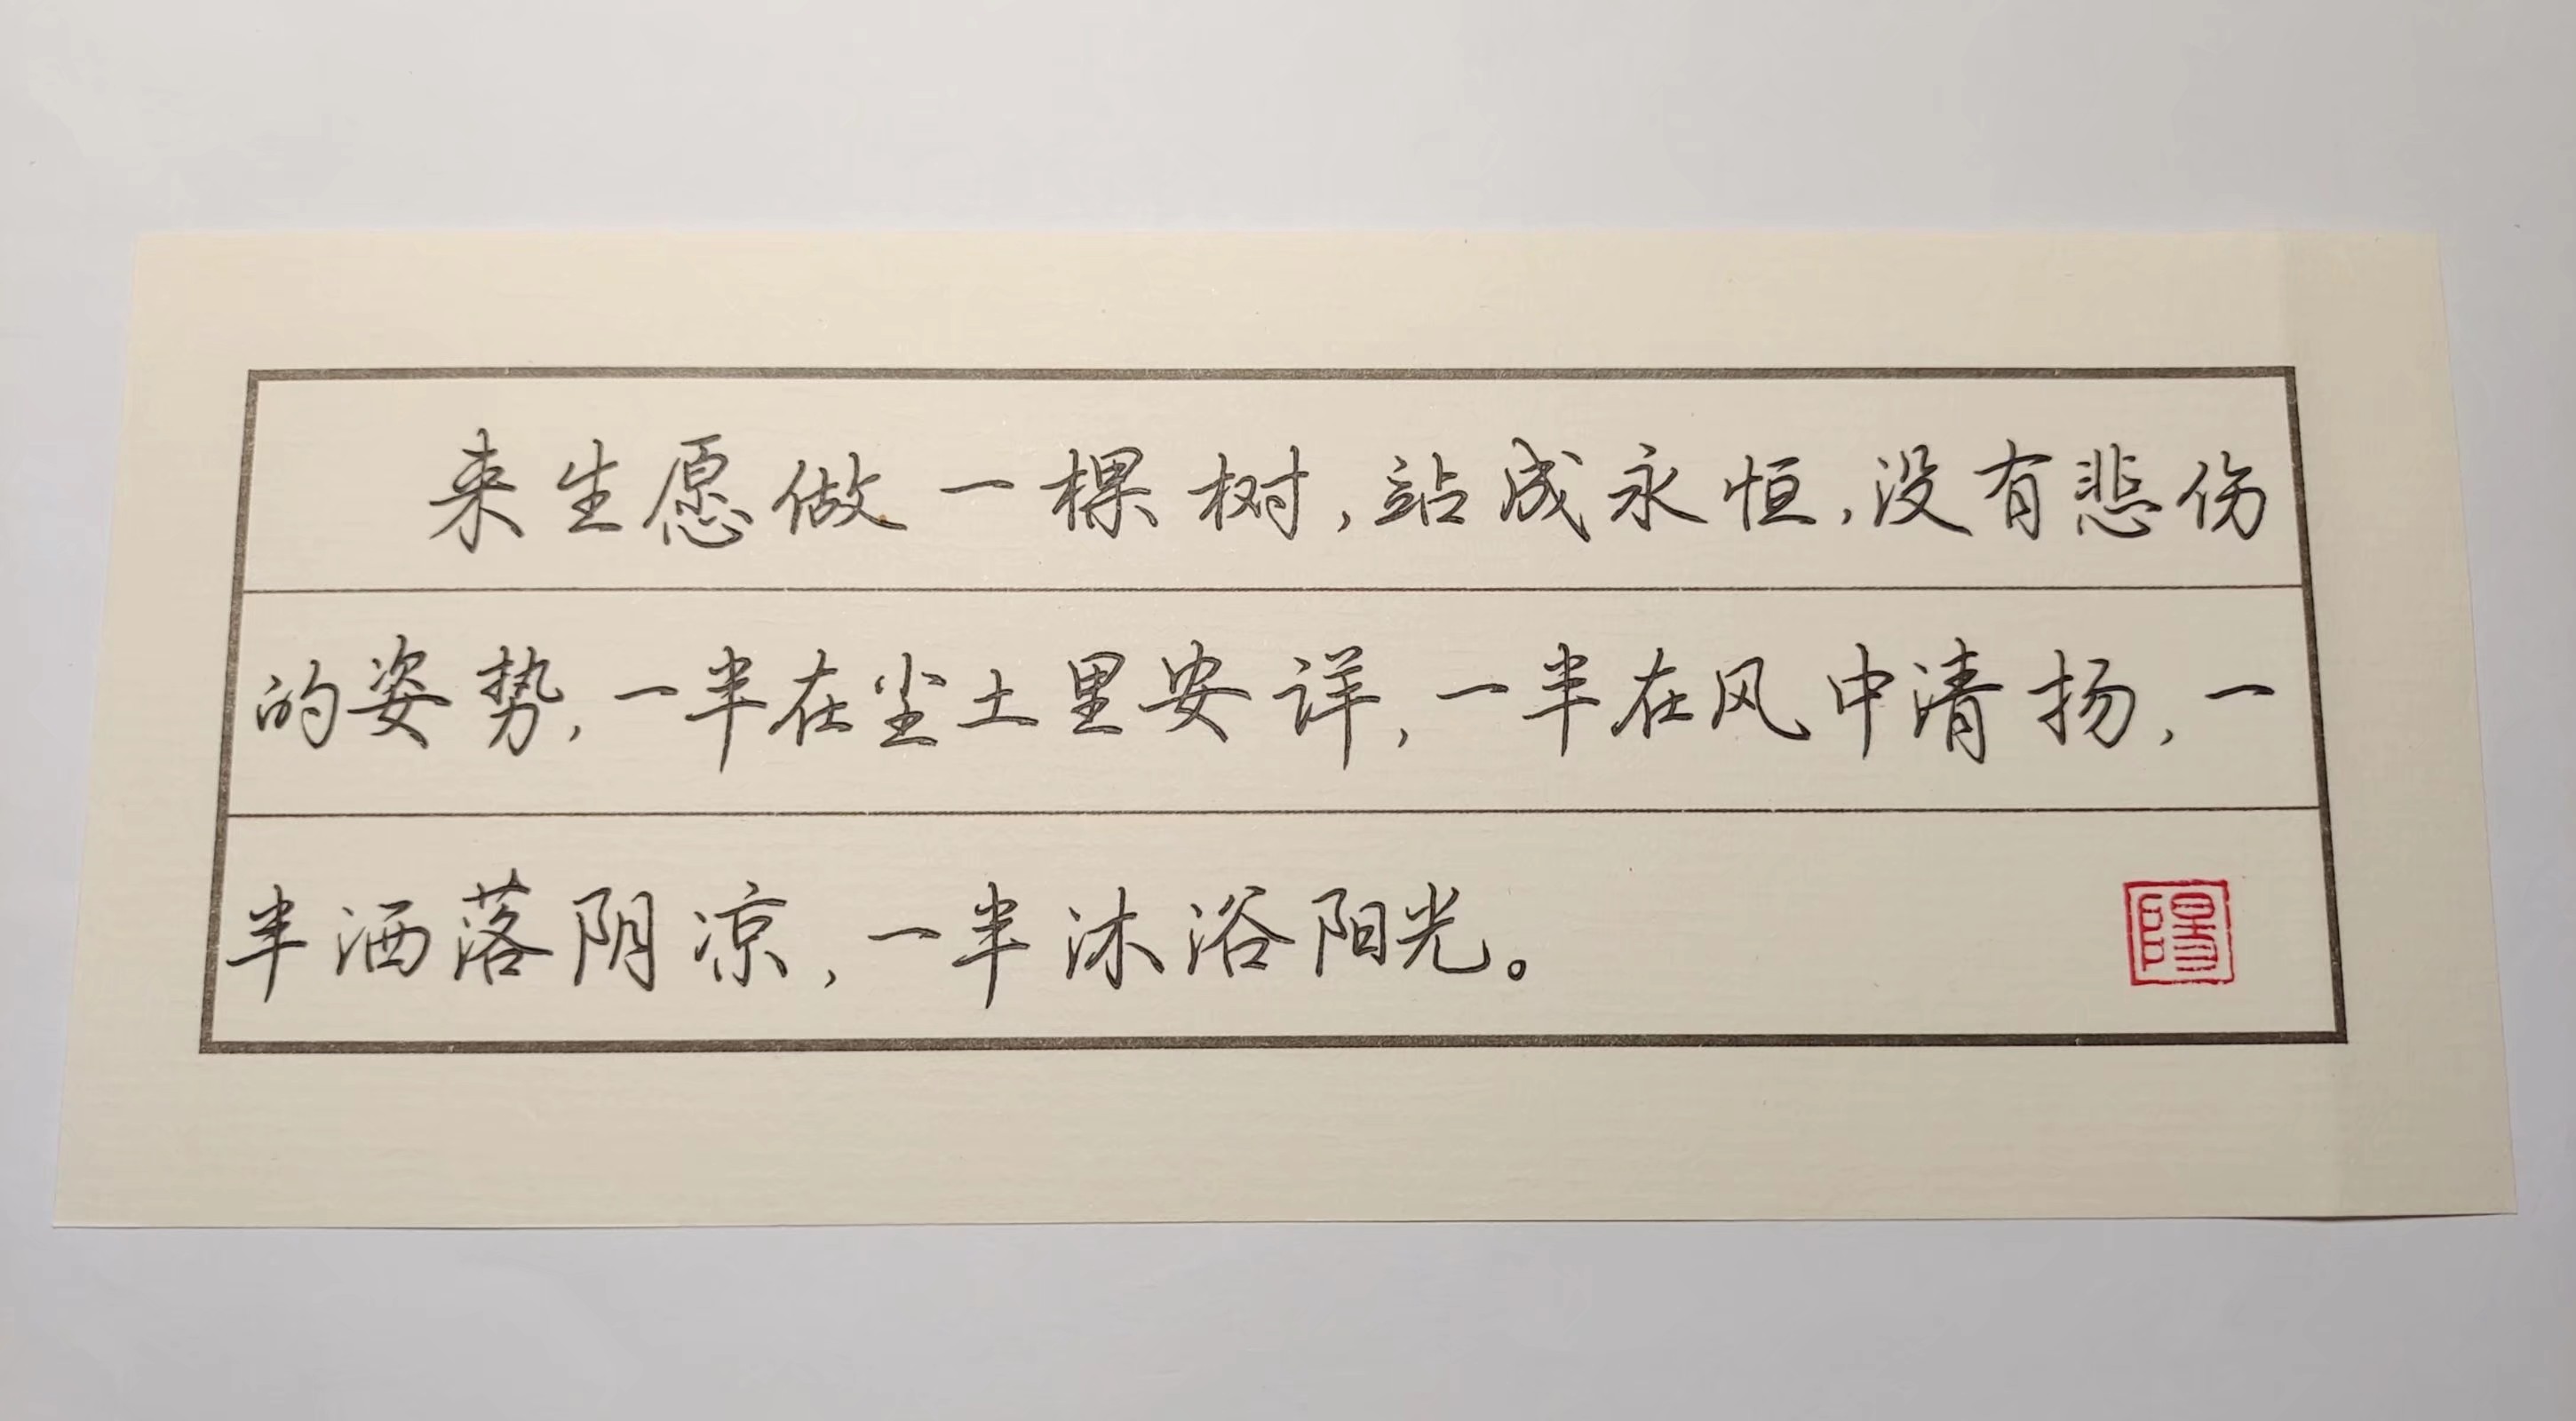 来生愿做一棵树，站成永恒，没有悲伤
的姿势，一半在尘土里安详，一半在风中清扬，一
半洒落阴凉，一半沐浴阳光。